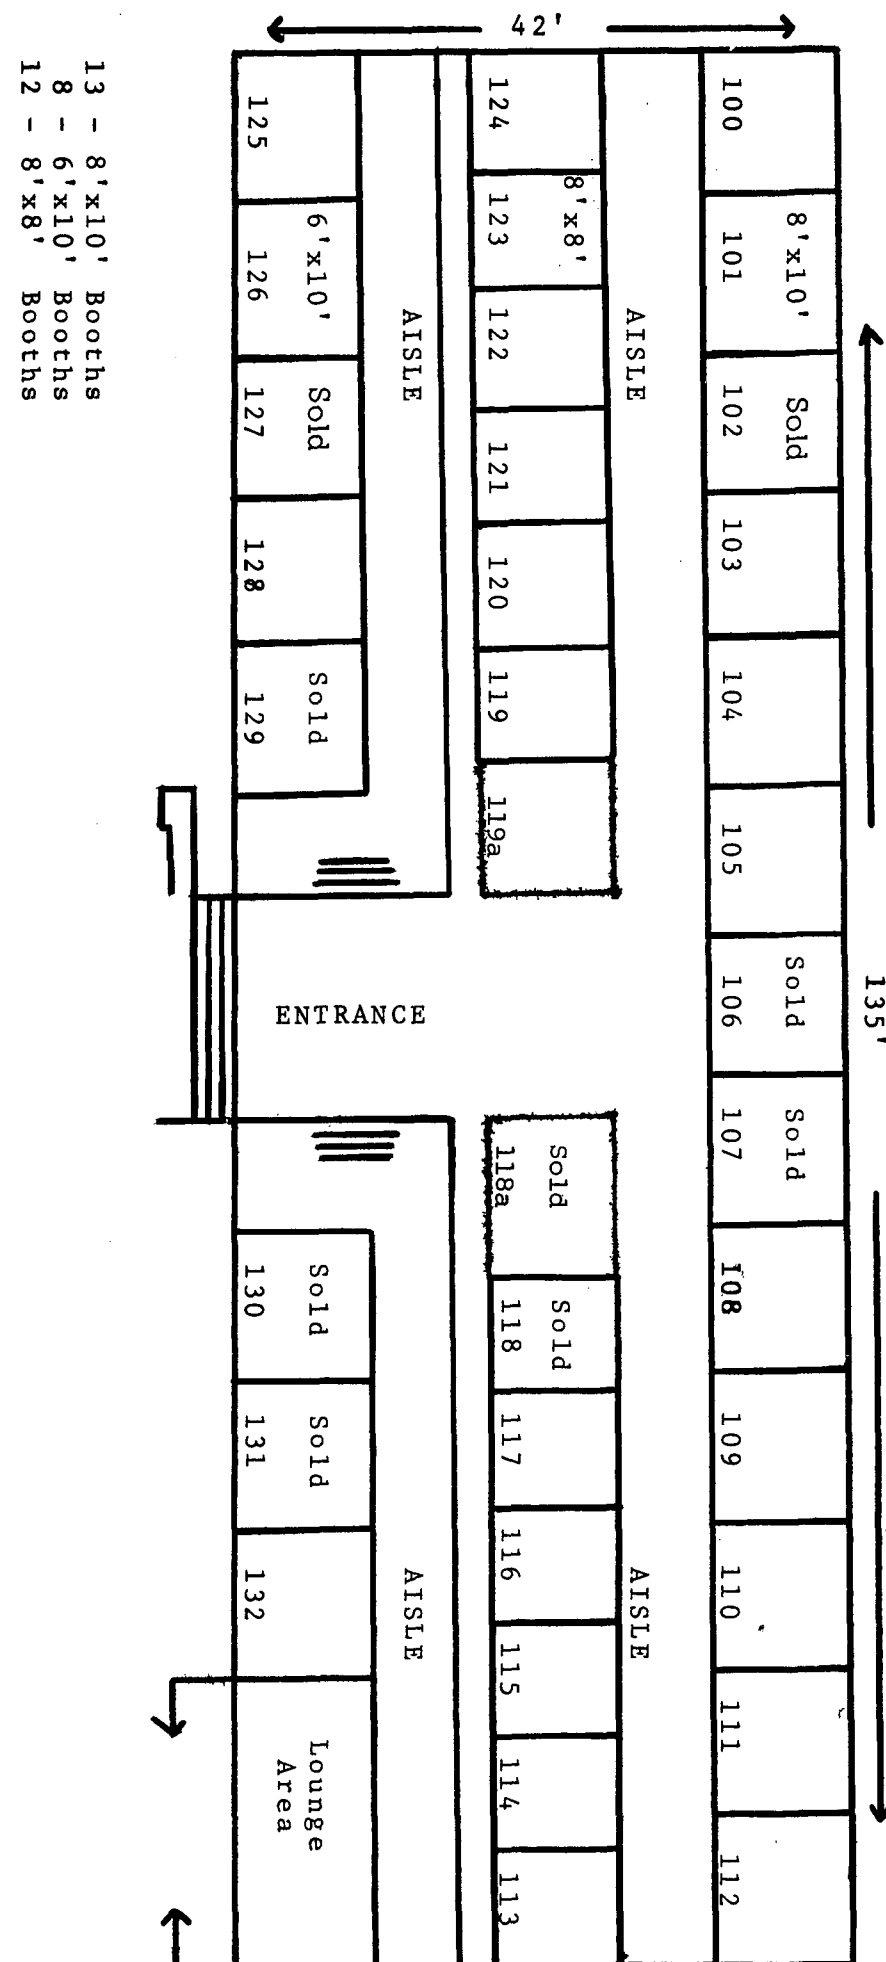 135'
42'
100
101
8'x10'
102
Sold
103
104
105
106
Sold
107
Sold
108
109
110
111
112
AISLE
AISLE
124
123
8'x8'
122
121
120
119
119a
118a
Sold
118
Sold
117
116
115
114
113
AISLE
AISLE
ENTRANCE
125
126
6'x10'
127
Sold
128
129
Sold
130
Sold
131
Sold
132
Lounge
Area
13 - 8'x10' Booths
8 - 6'x10' Booths
12 - 8'x8' Booths